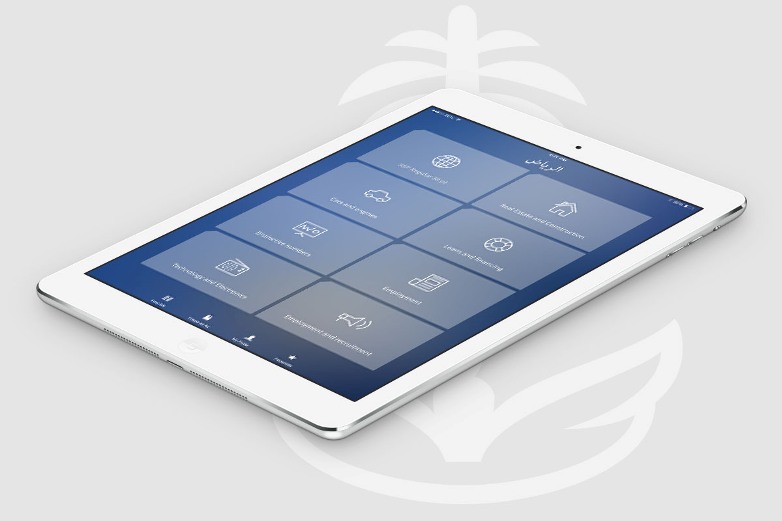 الرياض
Real Estate and Construction
Cars and engines
Loans and financing
Distinctive numbers
Employment
Technology and Electronics
Employment and recruitment